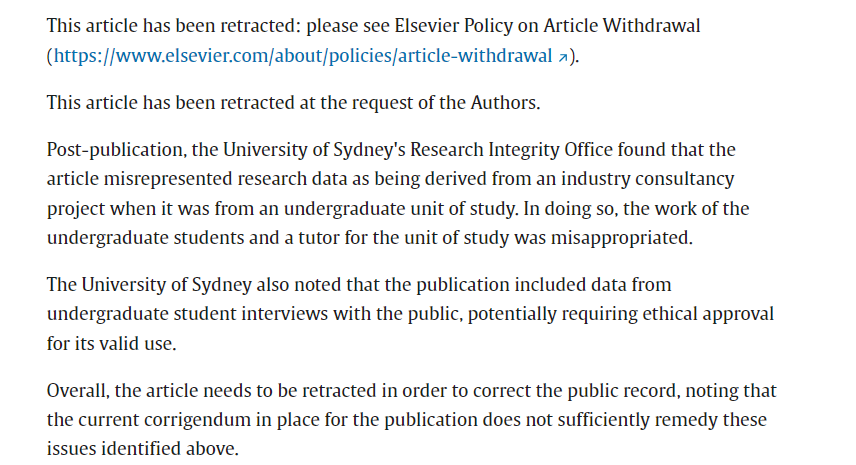 This article has been retracted: please see Elsevier Policy on Article Withdrawal
(https://www.elsevier.com/about/policies/article-withdrawal ↗).
This article has been retracted at the request of the Authors.
Post-publication, the University of Sydney's Research Integrity Office found that the
article misrepresented research data as being derived from an industry consultancy
project when it was from an undergraduate unit of study. In doing so, the work of the
undergraduate students and a tutor for the unit of study was misappropriated.
The University of Sydney also noted that the publication included data from
undergraduate student interviews with the public, potentially requiring ethical approval
for its valid use.
Overall, the article needs to be retracted in order to correct the public record, noting that
the current corrigendum in place for the publication does not sufficiently remedy these
issues identified above.